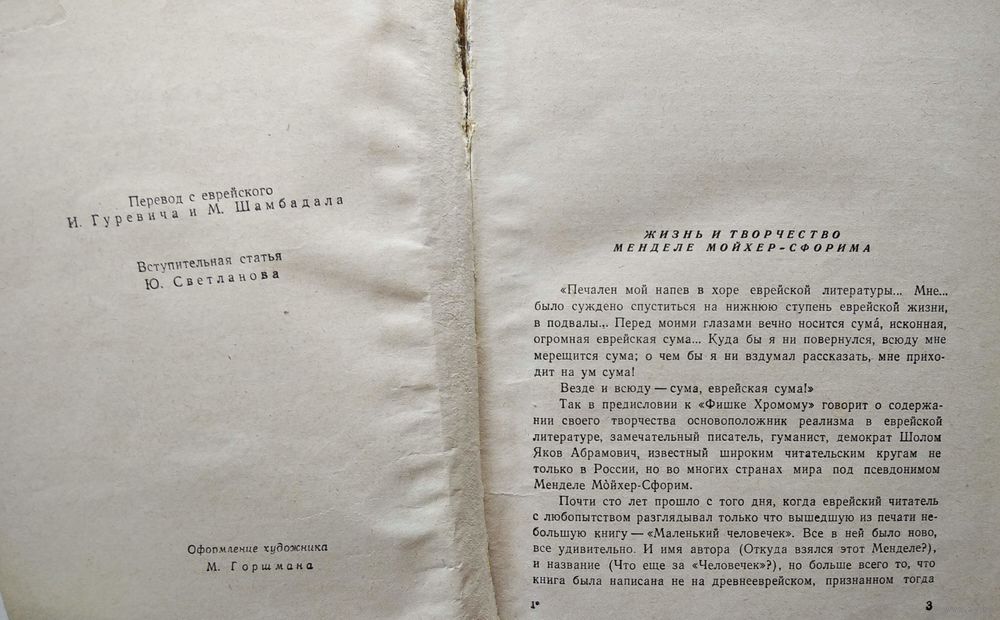 Перевод с еврейского
И. Гуревича и М. Шамбадала
Вступительная статья
Ю. Светланова
Оформление художника
М. Горшмана
ЖИЗНЬ И ТВОРЧЕСТВО
МЕНДЕЛЕ МОЙХЕР-СФОРИМА
«Печален мой напев в хоре еврейской литературы... Мне...
было суждено спуститься на нижнюю ступень еврейской жизни,
в подвалы... Перед моими глазами вечно носится сума́, исконная,
огромная еврейская сума... Куда бы я ни повернулся, всюду мне
мерещится сума; о чем бы я ни вздумал рассказать, мне прихо-
дит на ум сума!
Везде и всюду — сума, еврейская сума!»
Так в предисловии к «Фишке Хромому» говорит о содержа-
нии своего творчества основоположник реализма в еврейской
литературе, замечательный писатель, гуманист, демократ Шолом
Яков Абрамович, известный широким читательским кругам не
только в России, но во многих странах мира под псевдонимом
Менделе Мо̀йхер-Сфорим.
Почти сто лет прошло с того дня, когда еврейский читатель
с любопытством разглядывал только что вышедшую из печати не-
большую книгу — «Маленький человечек». Все в ней было ново,
все удивительно. И имя автора (Откуда взялся этот Менделе?),
и название (Что еще за «Человечек»?), но больше всего то, что
книга была написана не на древнееврейском, признанном тогда
1*
3